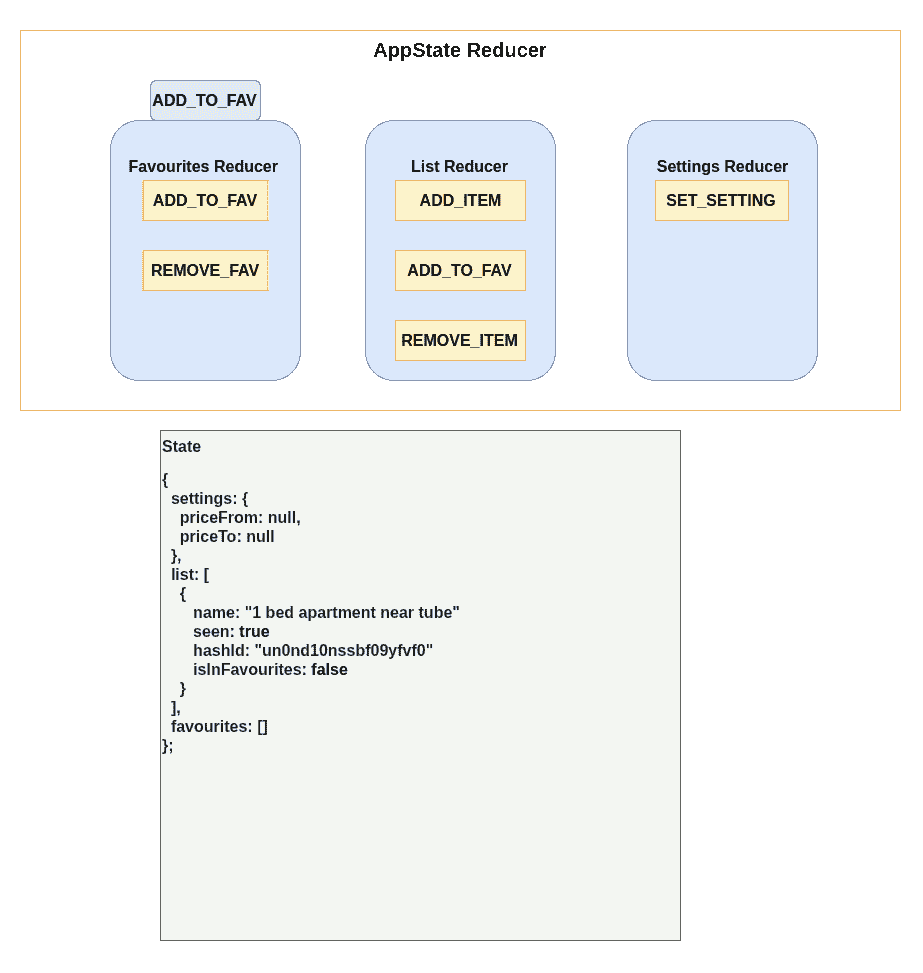 AppState Reducer
ADD_TO_FAV
Favourites Reducer
ADD_TO_FAV
REMOVE_FAV
List Reducer
ADD_ITEM
ADD_TO_FAV
REMOVE_ITEM
Settings Reducer
SET_SETTING
State
{
settings: {
priceFrom: null,
priceTo: null
},
list: [
{
name: "1 bed apartment near tube"
seen: true
hashId: "un0nd10nssbf09yfvf0"
isInFavourites: false
}
],
favourites: []
};